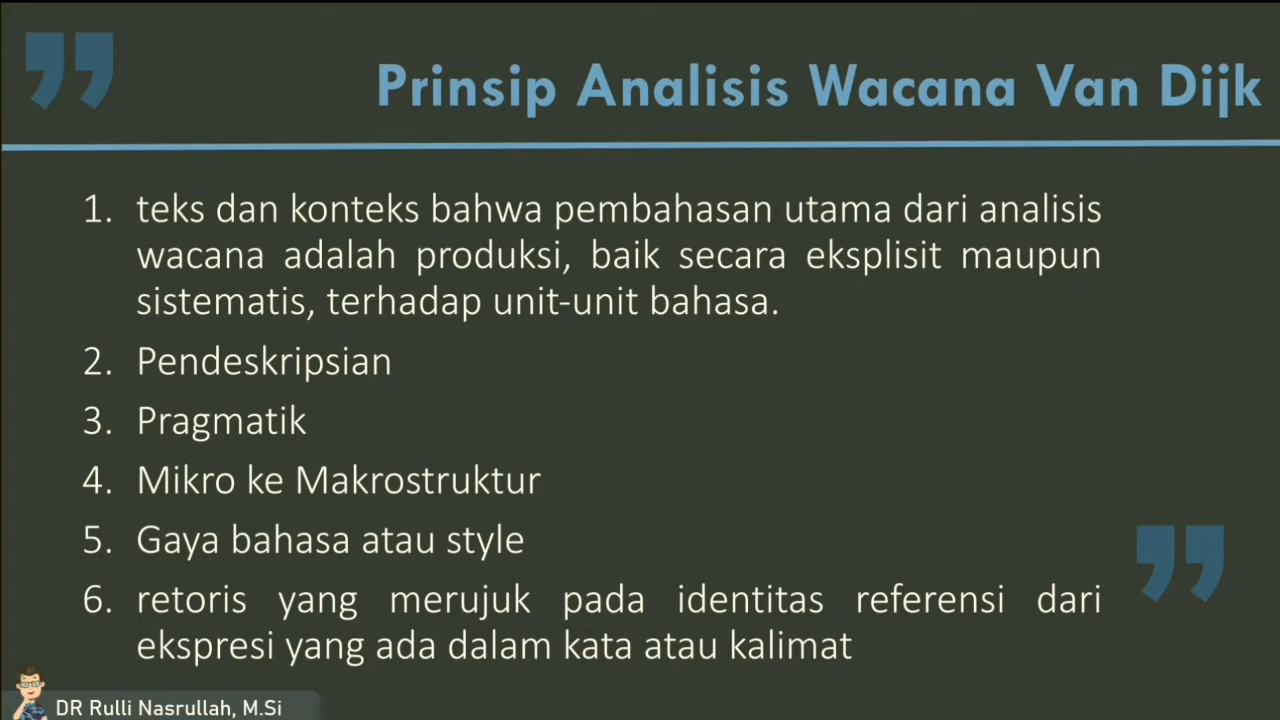 Prinsip Analisis Wacana Van Dijk
1. teks dan konteks bahwa pembahasan utama dari analisis
wacana adalah produksi, baik secara eksplisit maupun
sistematis, terhadap unit-unit bahasa.
2. Pendeskripsian
3. Pragmatik
4. Mikro ke Makrostruktur
5. Gaya bahasa atau style
6. retoris yang merujuk pada identitas referensi dari
ekspresi yang ada dalam kata atau kalimat
DR Rulli Nasrullah, M.Si